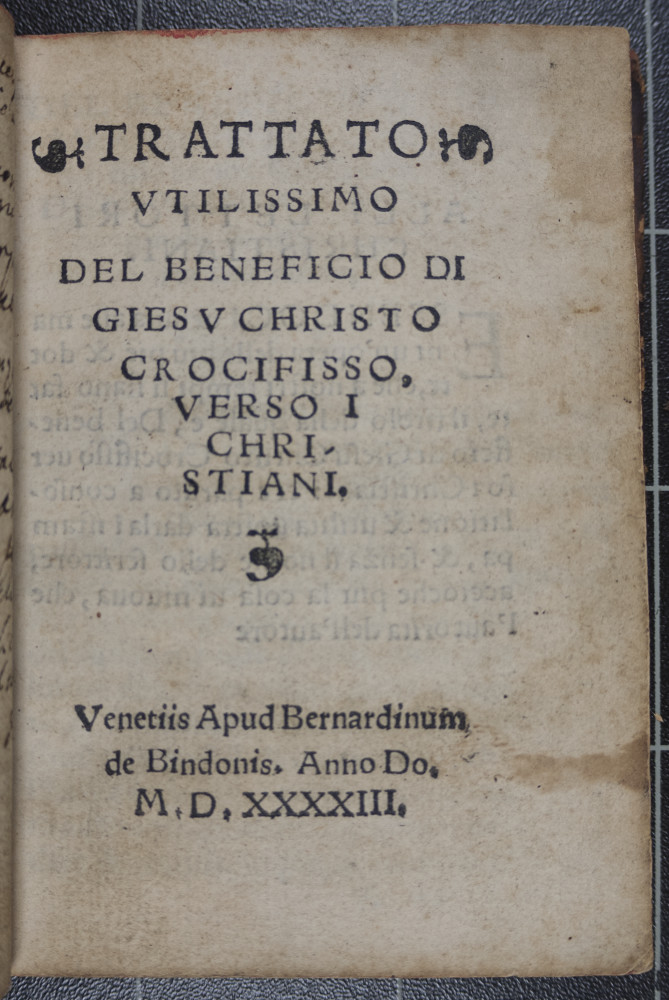 TRATTATO
VTILISSIMO
DEL BENEFICIO DI
GIESV CHRISTO
CROCIFISSO,
VERSO I
CHRI-
STIANI.
Venetiis Apud Bernardinum
de Bindonis. Anno Do.
M. D. XXXXIII.